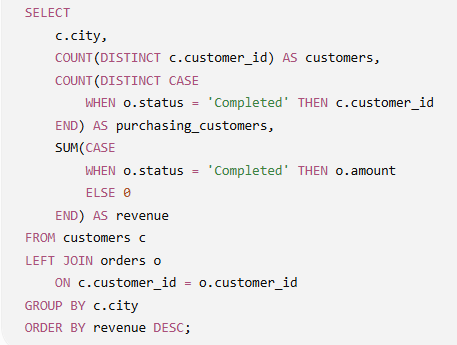 SELECT
    c.city,
    COUNT(DISTINCT c.customer_id) AS customers,
    COUNT(DISTINCT CASE
        WHEN o.status = 'Completed' THEN c.customer_id
    END) AS purchasing_customers,
    SUM(CASE
        WHEN o.status = 'Completed' THEN o.amount
        ELSE 0
    END) AS revenue
FROM customers c
LEFT JOIN orders o
    ON c.customer_id = o.customer_id
GROUP BY c.city
ORDER BY revenue DESC;